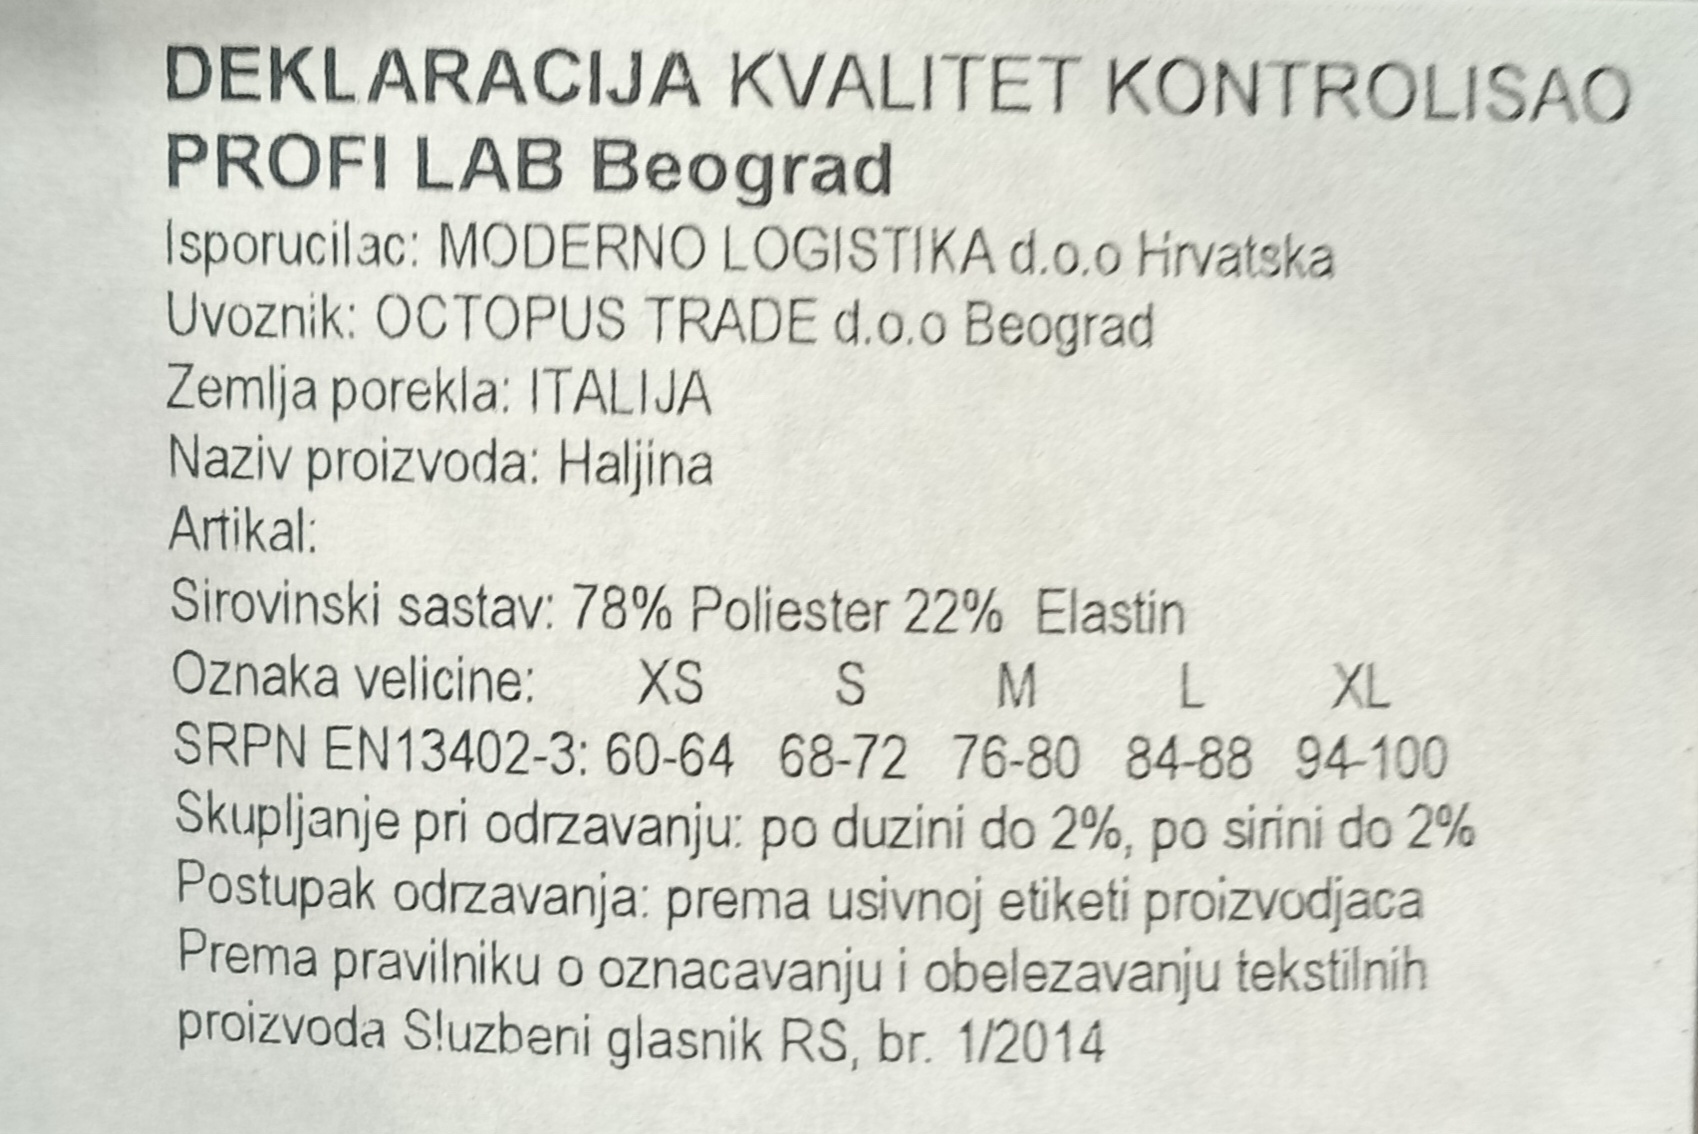 DEKLARACIJA KVALITET KONTROLISAO
PROFI LAB Beograd
Isporucilac: MODERNO LOGISTIKA d.o.o Hrvatska
Uvoznik: OCTOPUS TRADE d.o.o Beograd
Zemlja porekla: ITALIJA
Naziv proizvoda: Haljina
Artikal:
Sirovinski sastav: 78% Poliester 22% Elastin
Oznaka velicine: XS S M L XL
SRPN EN13402-3: 60-64 68-72 76-80 84-88 94-100
Skupljanje pri odrzavanju: po duzini do 2%, po sirini do 2%
Postupak odrzavanja: prema usivnoj etiketi proizvodjaca
Prema pravilniku o oznacavanju i obelezavanju tekstilnih
proizvoda Sluzbeni glasnik RS, br. 1/2014